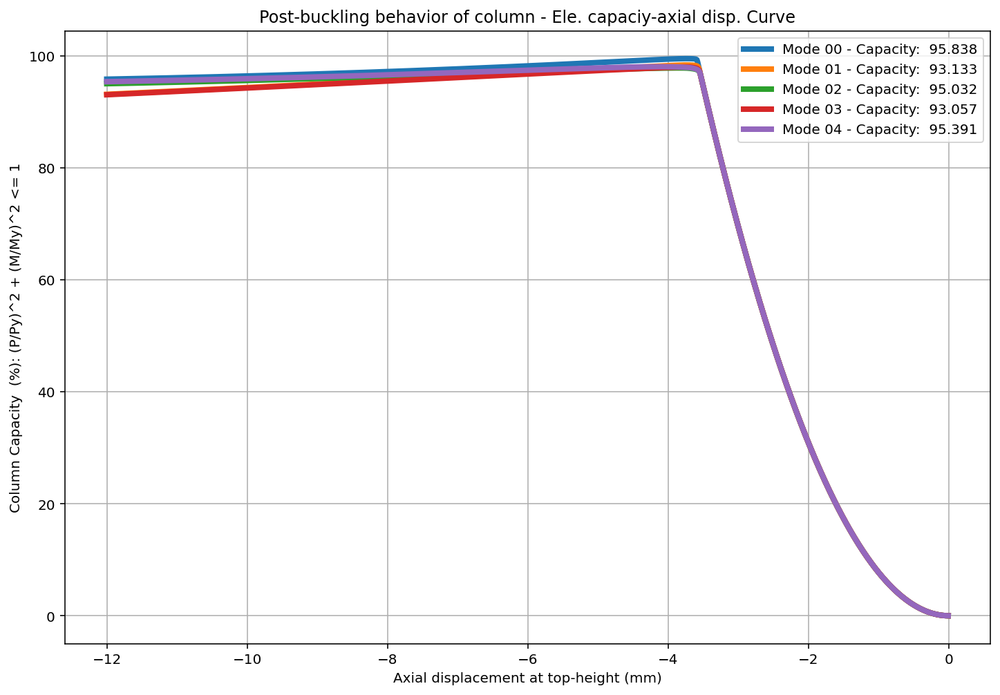 Post-buckling behavior of column - Ele. capaciy-axial disp. Curve
Mode 00 - Capacity:  95.838
Mode 01 - Capacity:  93.133
Mode 02 - Capacity:  95.032
Mode 03 - Capacity:  93.057
Mode 04 - Capacity:  95.391
Column Capacity  (%): (P/Py)^2 + (M/My)^2 <= 1
100
80
60
40
20
0
−12 −10 −8 −6 −4 −2 0
Axial displacement at top-height (mm)